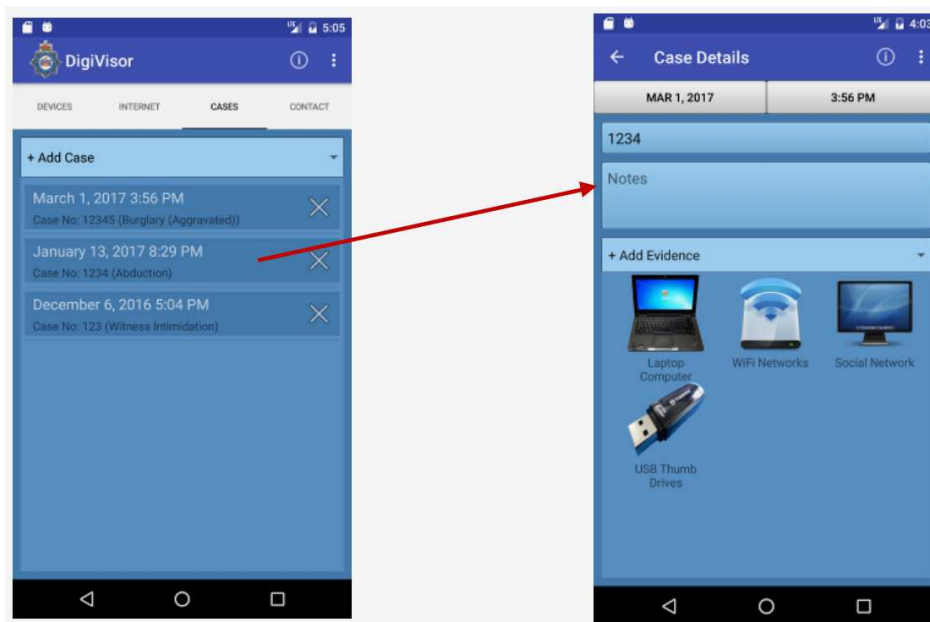 5:05
DigiVisor
DEVICES INTERNET CASES CONTACT
+ Add Case
March 1, 2017 3:56 PM
Case No: 12345 (Burglary (Aggravated))
January 13, 2017 8:29 PM
Case No: 1234 (Abduction)
December 6, 2016 5:04 PM
Case No: 123 (Witness Intimidation)
4:03
Case Details
MAR 1, 2017 3:56 PM
1234
Notes
+ Add Evidence
Laptop
Computer
WiFi Networks
Social Network
USB Thumb
Drives